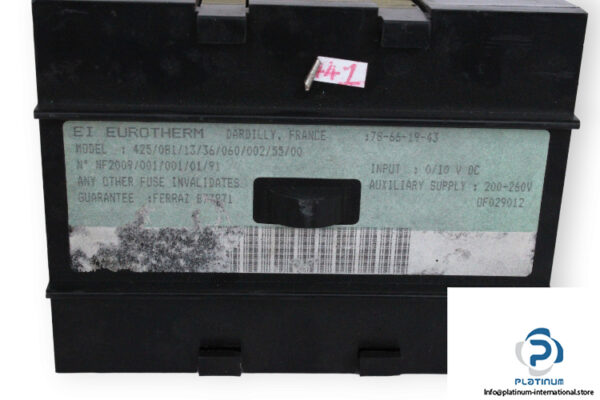 441
EI EUROTHERM DARDILLY, FRANCE :78-66-19-43
MODEL : 425/081/13/36/060/002/55/00
N° NF2009/001/001/01/91 INPUT : 0/10 V DC
ANY OTHER FUSE INVALIDATES AUXILIARY SUPPLY : 200-260V
GUARANTEE :FERRAZ B77871 DF029012
PLATINUM
info@platinum-international.store